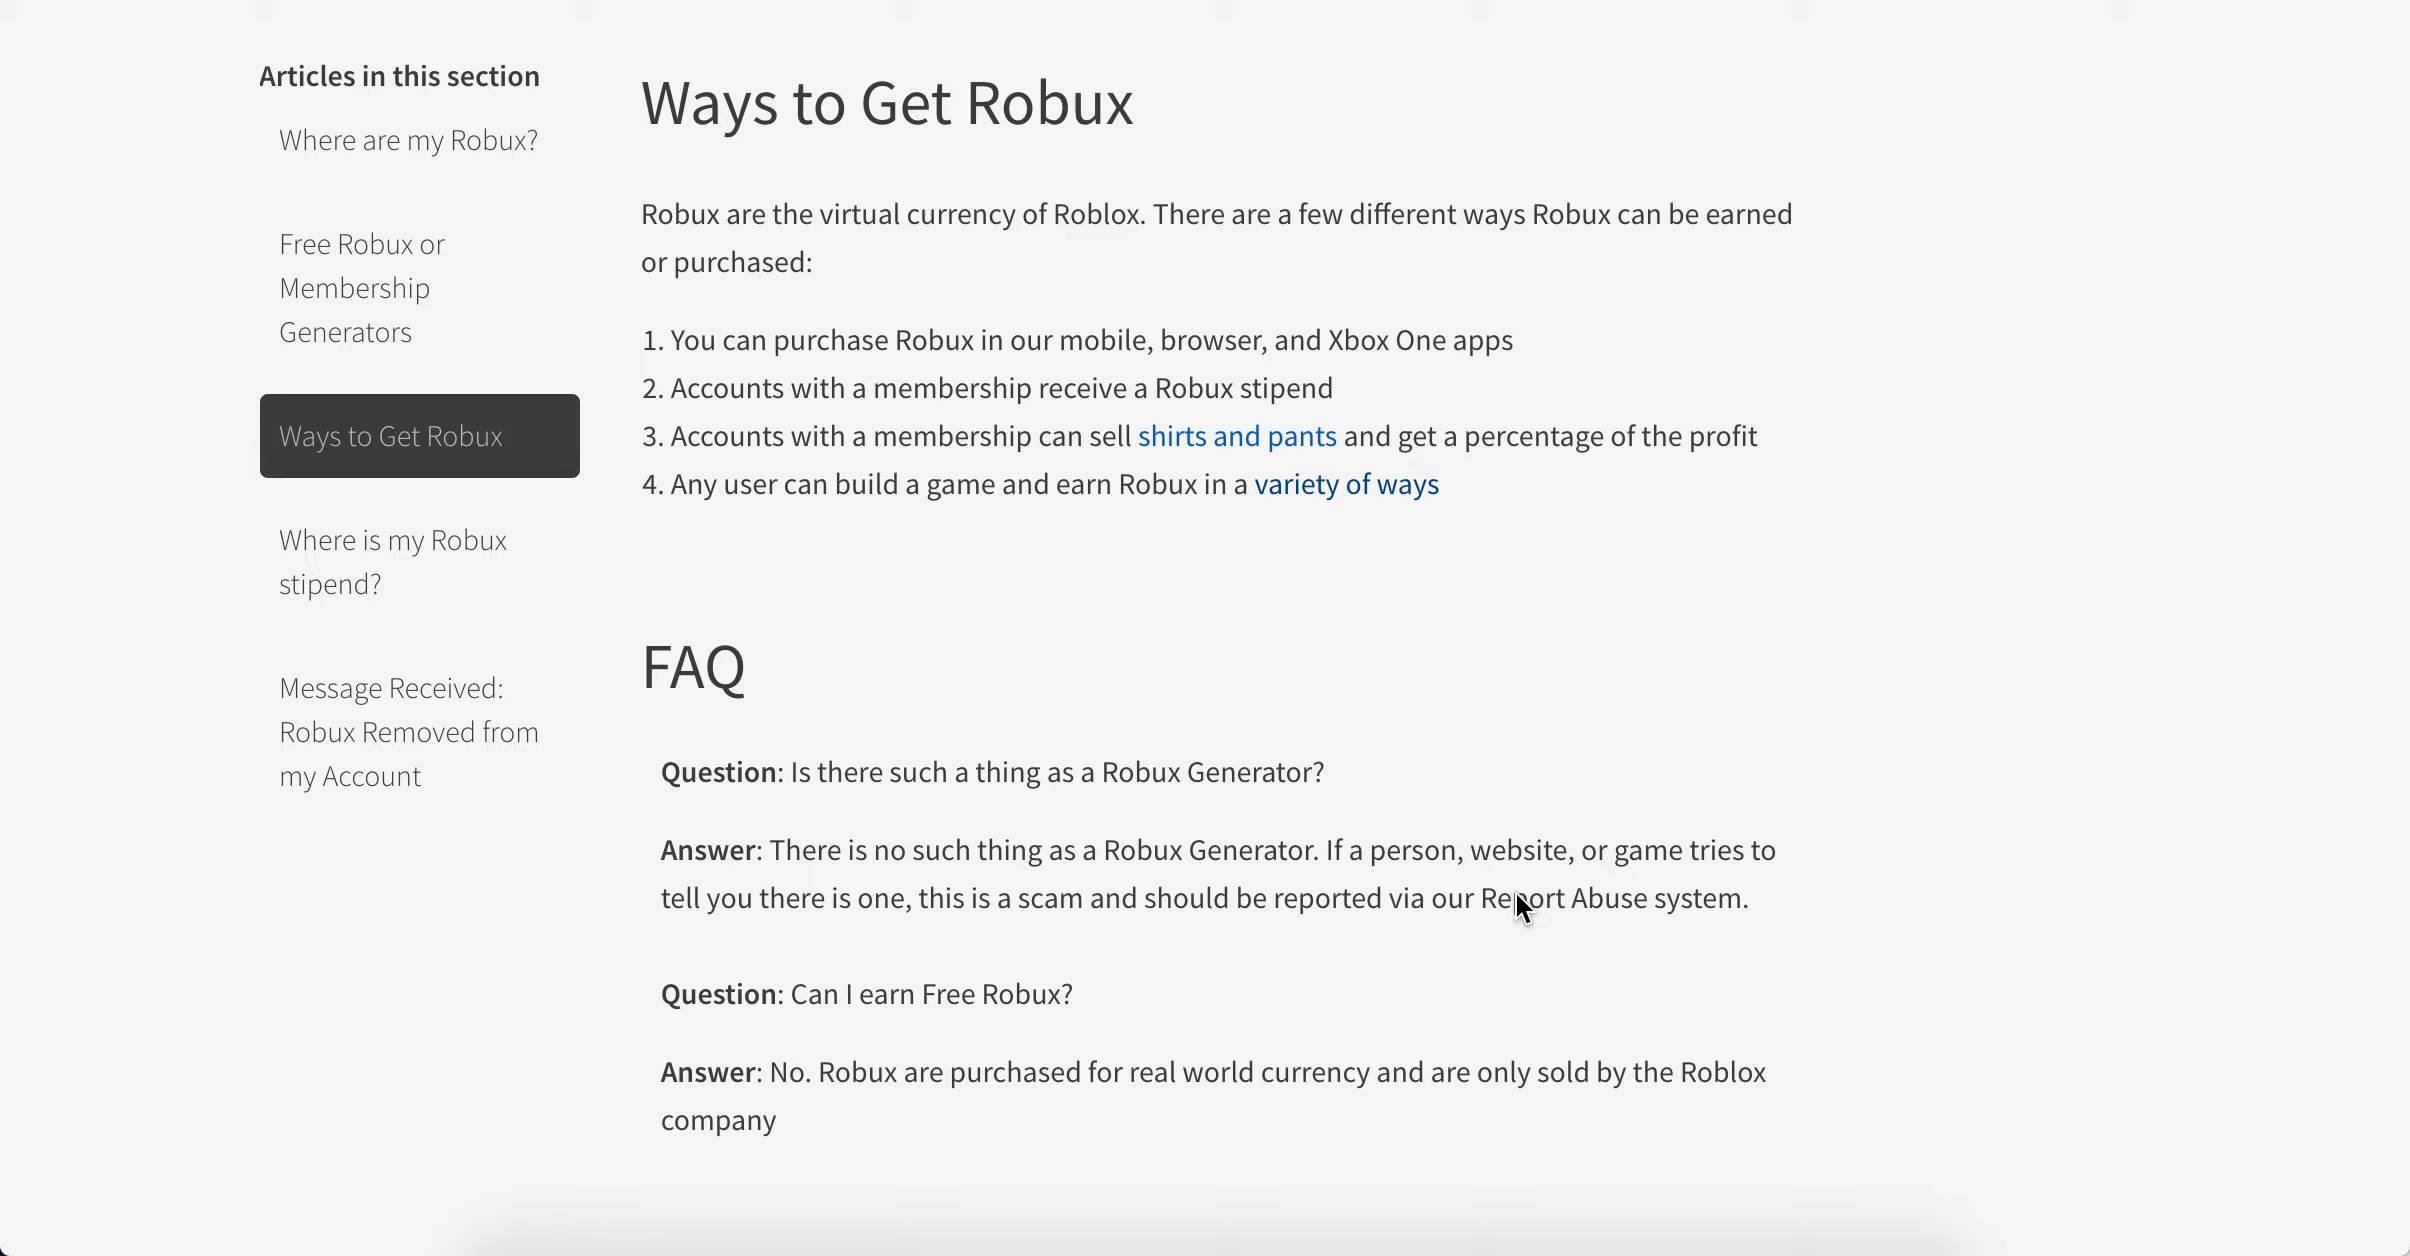 Articles in this section
Where are my Robux?
Free Robux or
Membership
Generators
Ways to Get Robux
Where is my Robux
stipend?
Message Received:
Robux Removed from
my Account
Ways to Get Robux
Robux are the virtual currency of Roblox. There are a few different ways Robux can be earned
or purchased:
1. You can purchase Robux in our mobile, browser, and Xbox One apps
2. Accounts with a membership receive a Robux stipend
3. Accounts with a membership can sell shirts and pants and get a percentage of the profit
4. Any user can build a game and earn Robux in a variety of ways
FAQ
Question: Is there such a thing as a Robux Generator?
Answer: There is no such thing as a Robux Generator. If a person, website, or game tries to
tell you there is one, this is a scam and should be reported via our Report Abuse system.
Question: Can I earn Free Robux?
Answer: No. Robux are purchased for real world currency and are only sold by the Roblox
company